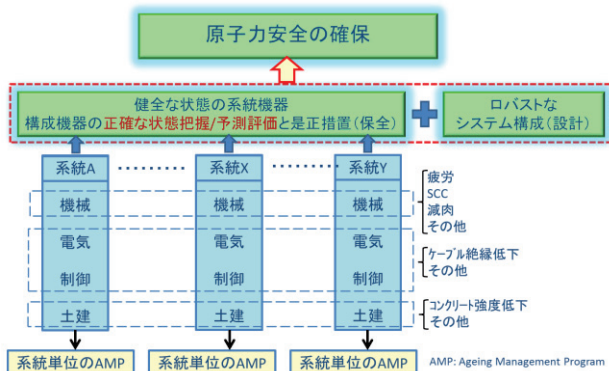 原子力安全の確保
健全な状態の系統機器
構成機器の正確な状態把握/予測評価と是正措置(保全)
ロバストな
システム構成(設計)
系統A ········· 系統X ········· 系統Y
機械 機械 機械
疲労
SCC
減肉
その他
電気 電気 電気
制御 制御 制御
ケーブル絶縁低下
その他
土建 土建 土建
コンクリート強度低下
その他
系統単位のAMP 系統単位のAMP 系統単位のAMP
AMP: Ageing Management Program